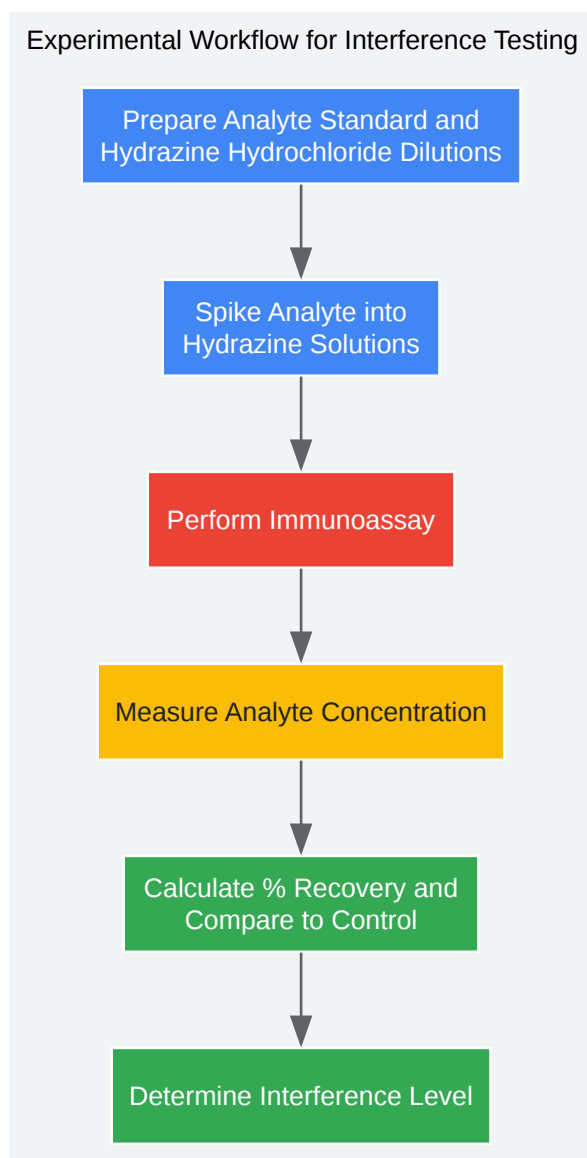 Experimental Workflow for Interference Testing
Prepare Analyte Standard and
Hydrazine Hydrochloride Dilutions
Spike Analyte into
Hydrazine Solutions
Perform Immunoassay
Measure Analyte Concentration
Calculate % Recovery and
Compare to Control
Determine Interference Level